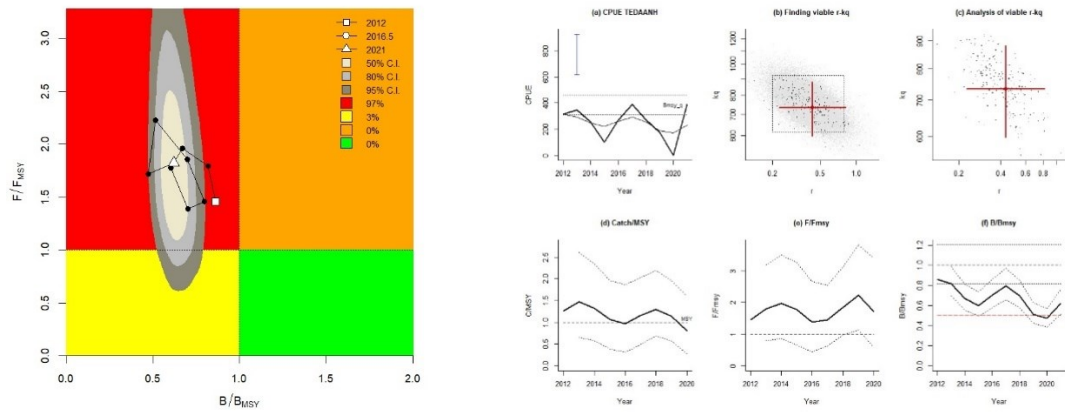 2012
2016.5
2021
50% C.I.
80% C.I.
95% C.I.
97%
3%
0%
0%
F/F_MSY
3.0
2.5
2.0
1.5
1.0
0.5
0.0
0.0 0.5 1.0 1.5 2.0
B/B_MSY
(a) CPUE TEDAANH
CPUE
800
600
400
200
0
Bmsy_q
2012 2014 2016 2018 2020
Year
(b) Finding viable r-kq
kq
1200
1000
800
700
600
0.2 0.5 1.0
r
(c) Analysis of viable r-kq
kq
900
800
700
600
0.2 0.4 0.6 0.8
r
(d) Catch/MSY
C/MSY
2.5
2.0
1.5
1.0
0.5
0.0
MSY
2012 2014 2016 2018 2020
Year
(e) F/Fmsy
F/Fmsy
3
2
1
0
2012 2014 2016 2018 2020
Year
(f) B/Bmsy
B/Bmsy
1.2
1.0
0.8
0.6
0.4
0.2
0.0
2012 2014 2016 2018 2020
Year